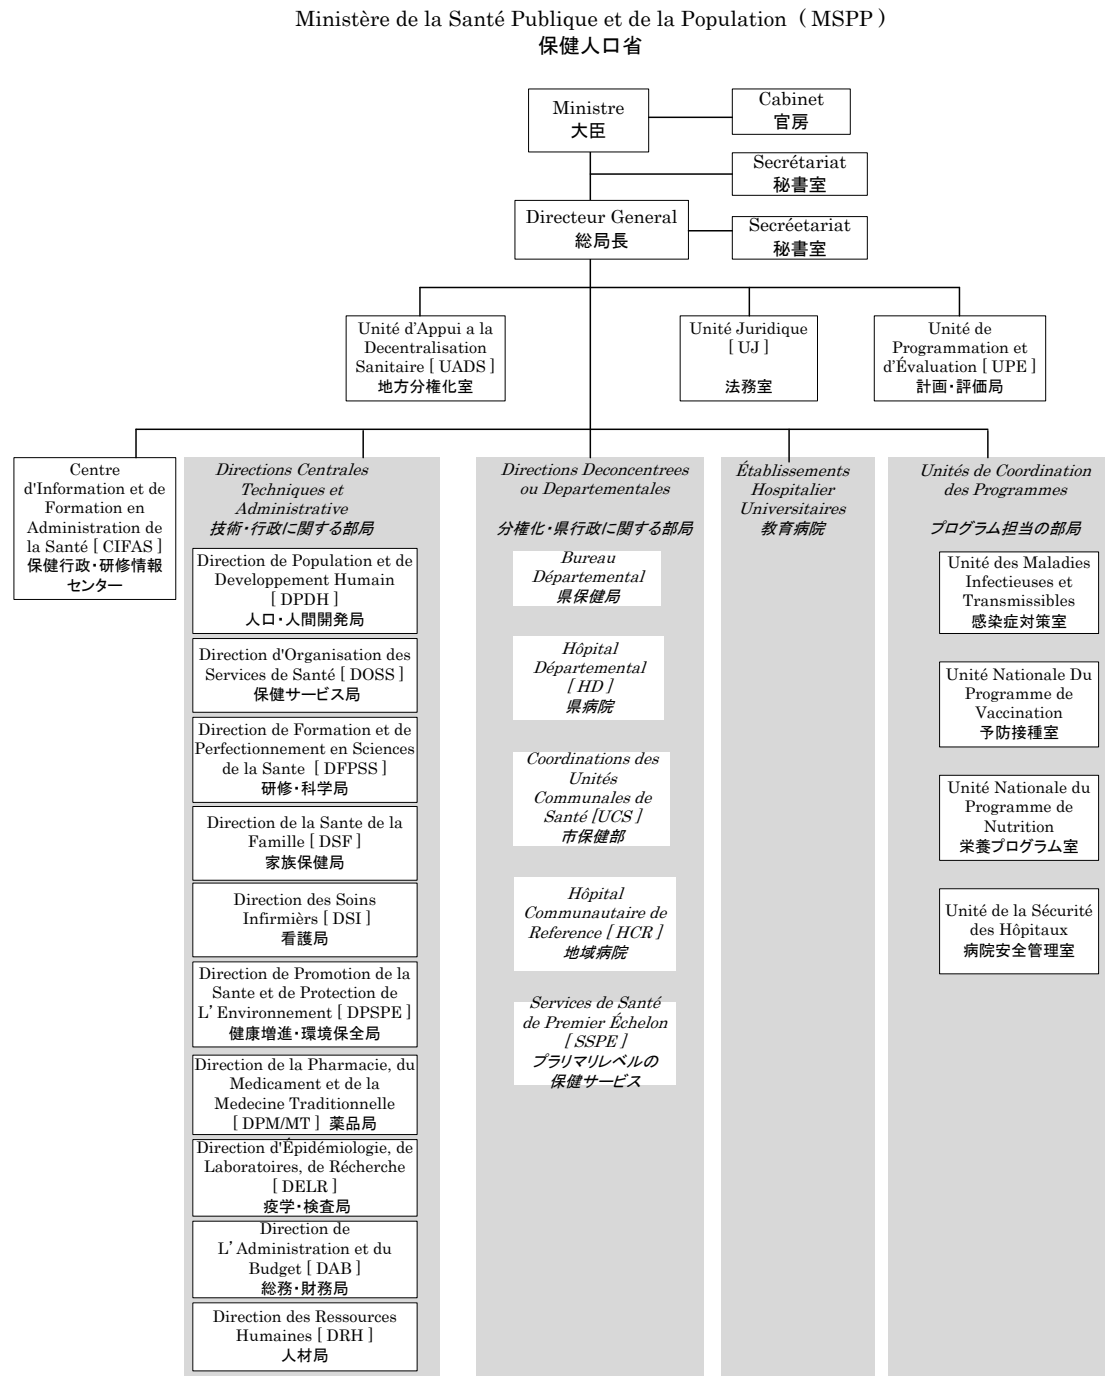 Ministère de la Santé Publique et de la Population （MSPP）
保健人口省
Ministre
大臣
Cabinet
官房
Secrétariat
秘書室
Directeur General
総局長
Secréetariat
秘書室
Unité d'Appui a la
Decentralisation
Sanitaire [ UADS ]
地方分権化室
Unité Juridique
[ UJ ]
法務室
Unité de
Programmation et
d'Évaluation [ UPE ]
計画・評価局
Centre
d'Information et de
Formation en
Administration de
la Santé [ CIFAS ]
保健行政・研修情報
センター
Directions Centrales
Techniques et
Administrative
技術・行政に関する部局
Direction de Population et de
Developpement Humain
[ DPDH ]
人口・人間開発局
Direction d'Organisation des
Services de Santé [ DOSS ]
保健サービス局
Direction de Formation et de
Perfectionnement en Sciences
de la Sante [ DFPSS ]
研修・科学局
Direction de la Sante de la
Famille [ DSF ]
家族保健局
Direction des Soins
Infirmièrs [ DSI ]
看護局
Direction de Promotion de la
Sante et de Protection de
L’Environnement [ DPSPE ]
健康増進・環境保全局
Direction de la Pharmacie, du
Medicament et de la
Medecine Traditionnelle
[ DPM/MT ] 薬品局
Direction d'Épidémiologie, de
Laboratoires, de Récherche
[ DELR ]
疫学・検査局
Direction de
L’Administration et du
Budget [ DAB ]
総務・財務局
Direction des Ressources
Humaines [ DRH ]
人材局
Directions Deconcentrees
ou Departementales
分権化・県行政に関する部局
Bureau
Départemental
県保健局
Hôpital
Départemental
[ HD ]
県病院
Coordinations des
Unités
Communales de
Santé [UCS ]
市保健部
Hôpital
Communautaire de
Reference [ HCR ]
地域病院
Services de Santé
de Premier Échelon
[ SSPE ]
プラリマリレベルの
保健サービス
Établissements
Hospitalier
Universitaires
教育病院
Unités de Coordination
des Programmes
プログラム担当の部局
Unité des Maladies
Infectieuses et
Transmissibles
感染症対策室
Unité Nationale Du
Programme de
Vaccination
予防接種室
Unité Nationale du
Programme de
Nutrition
栄養プログラム室
Unité de la Sécurité
des Hôpitaux
病院安全管理室